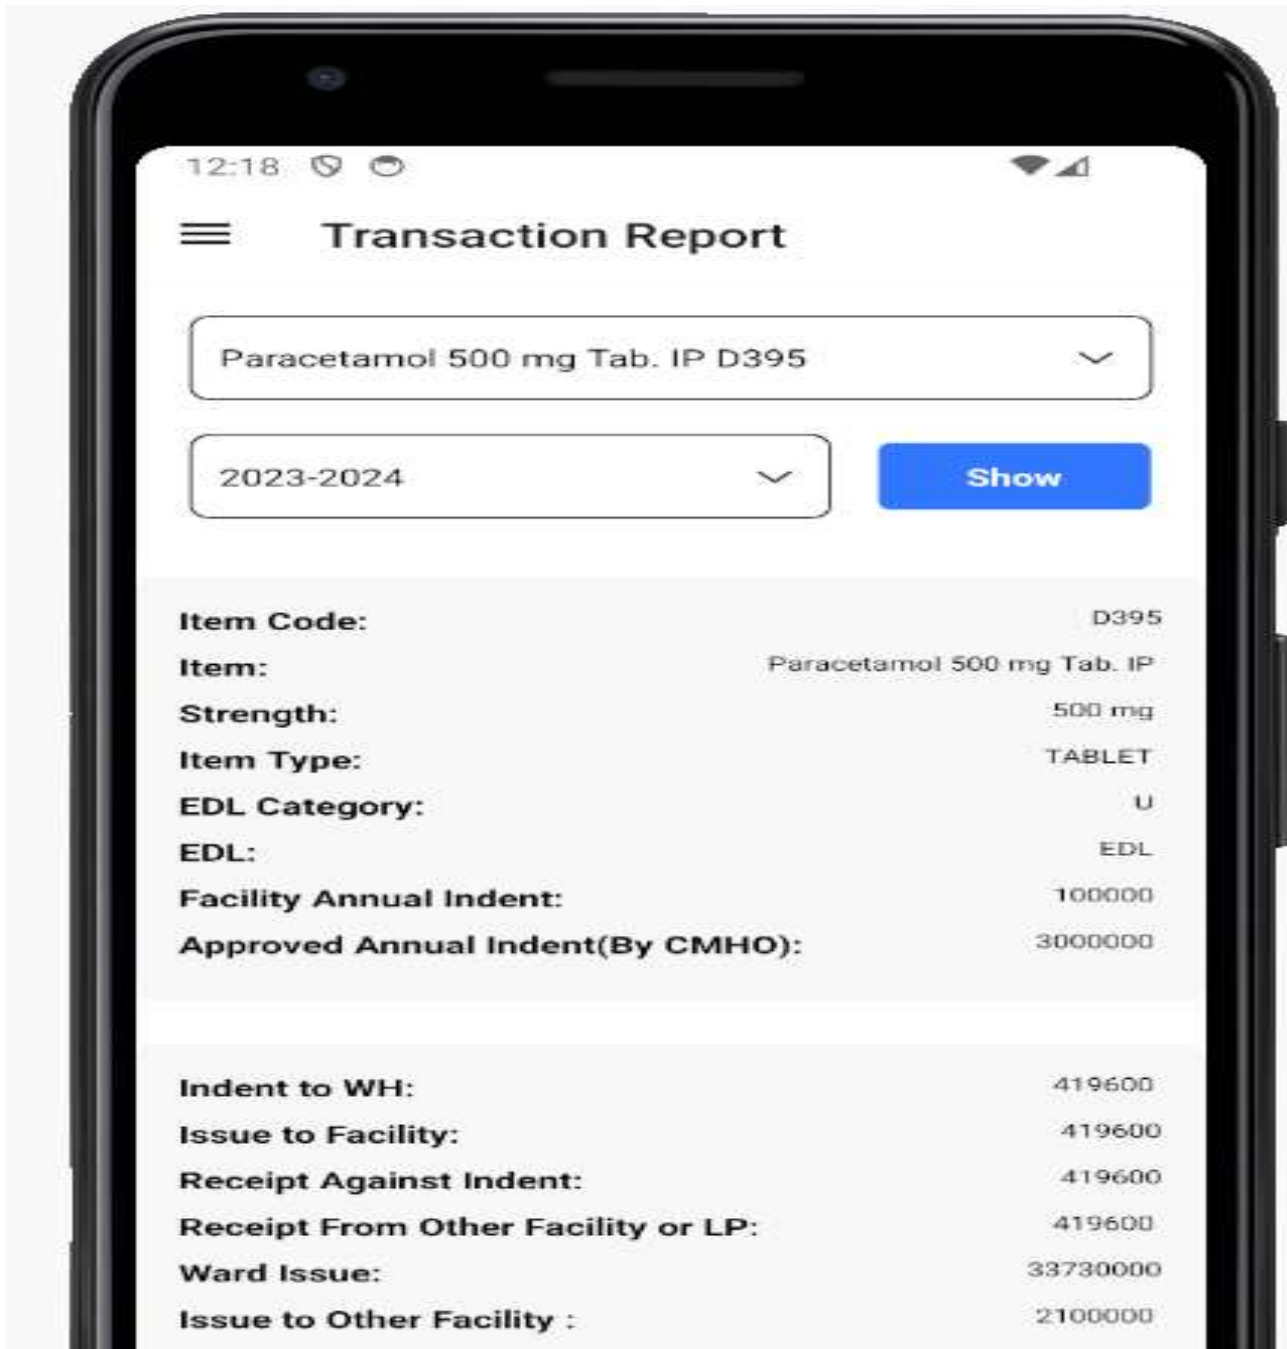 12:18
Transaction Report
Paracetamol 500 mg Tab. IP D395
2023-2024
Show
Item Code: D395
Item: Paracetamol 500 mg Tab. IP
Strength: 500 mg
Item Type: TABLET
EDL Category: U
EDL: EDL
Facility Annual Indent: 100000
Approved Annual Indent(By CMHO): 3000000
Indent to WH: 419600
Issue to Facility: 419600
Receipt Against Indent: 419600
Receipt From Other Facility or LP: 419600
Ward Issue: 33730000
Issue to Other Facility : 2100000